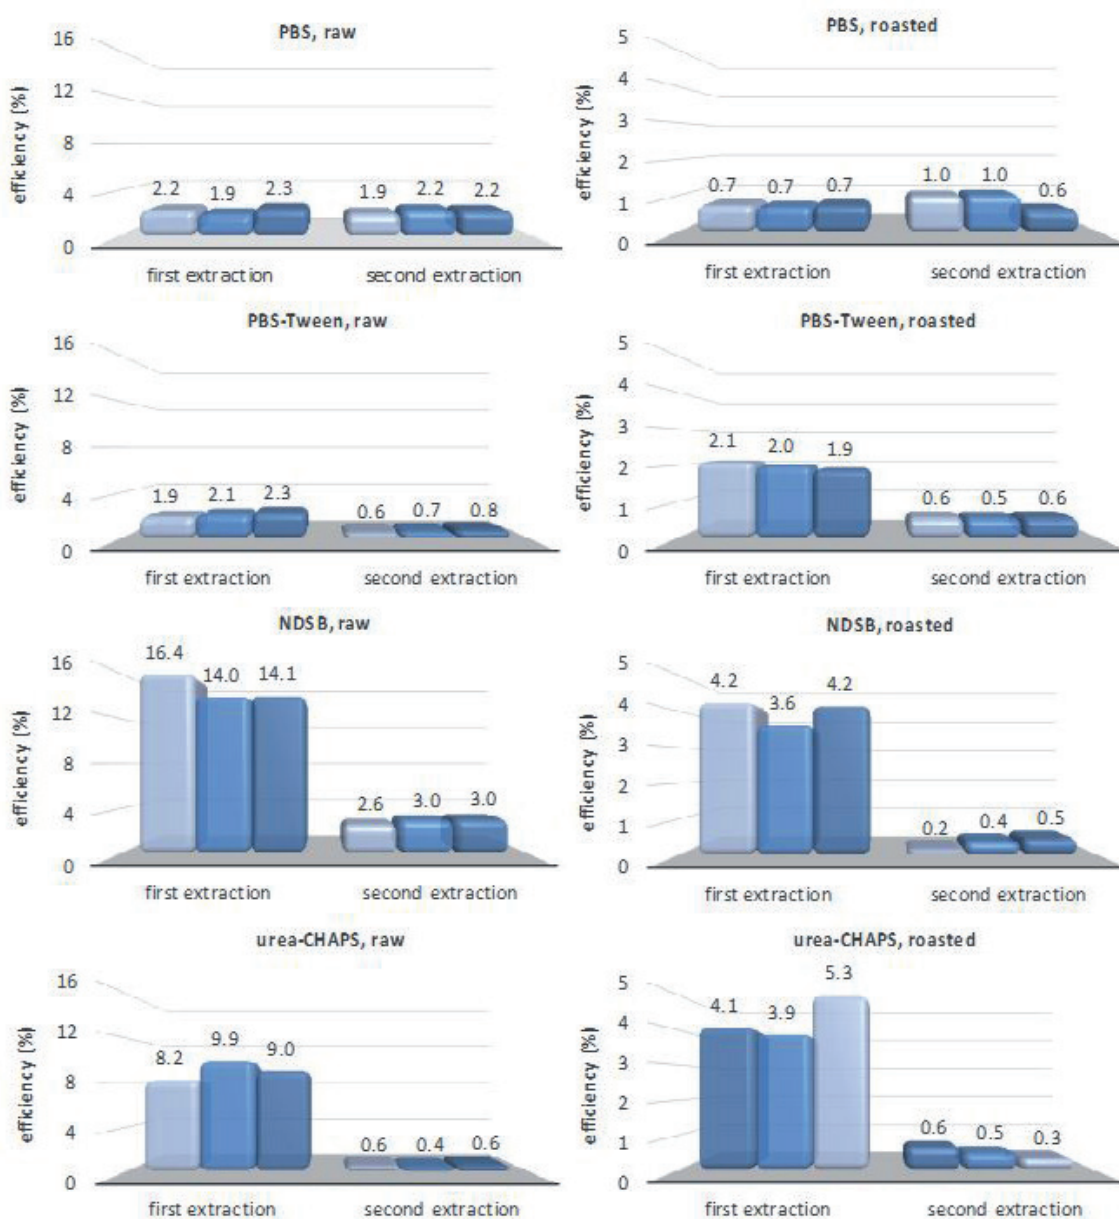 PBS, raw
efficiency (%)
16
12
8
4
0
2.2 1.9 2.3 1.9 2.2 2.2
first extraction second extraction
PBS, roasted
efficiency (%)
5
4
3
2
1
0
0.7 0.7 0.7 1.0 1.0 0.6
first extraction second extraction
PBS-Tween, raw
efficiency (%)
16
12
8
4
0
1.9 2.1 2.3 0.6 0.7 0.8
first extraction second extraction
PBS-Tween, roasted
efficiency (%)
5
4
3
2
1
0
2.1 2.0 1.9 0.6 0.5 0.6
first extraction second extraction
NDSB, raw
efficiency (%)
16
12
8
4
0
16.4 14.0 14.1 2.6 3.0 3.0
first extraction second extraction
NDSB, roasted
efficiency (%)
5
4
3
2
1
0
4.2 3.6 4.2 0.2 0.4 0.5
first extraction second extraction
urea-CHAPS, raw
efficiency (%)
16
12
8
4
0
8.2 9.9 9.0 0.6 0.4 0.6
first extraction second extraction
urea-CHAPS, roasted
efficiency (%)
5
4
3
2
1
0
4.1 3.9 5.3 0.6 0.5 0.3
first extraction second extraction